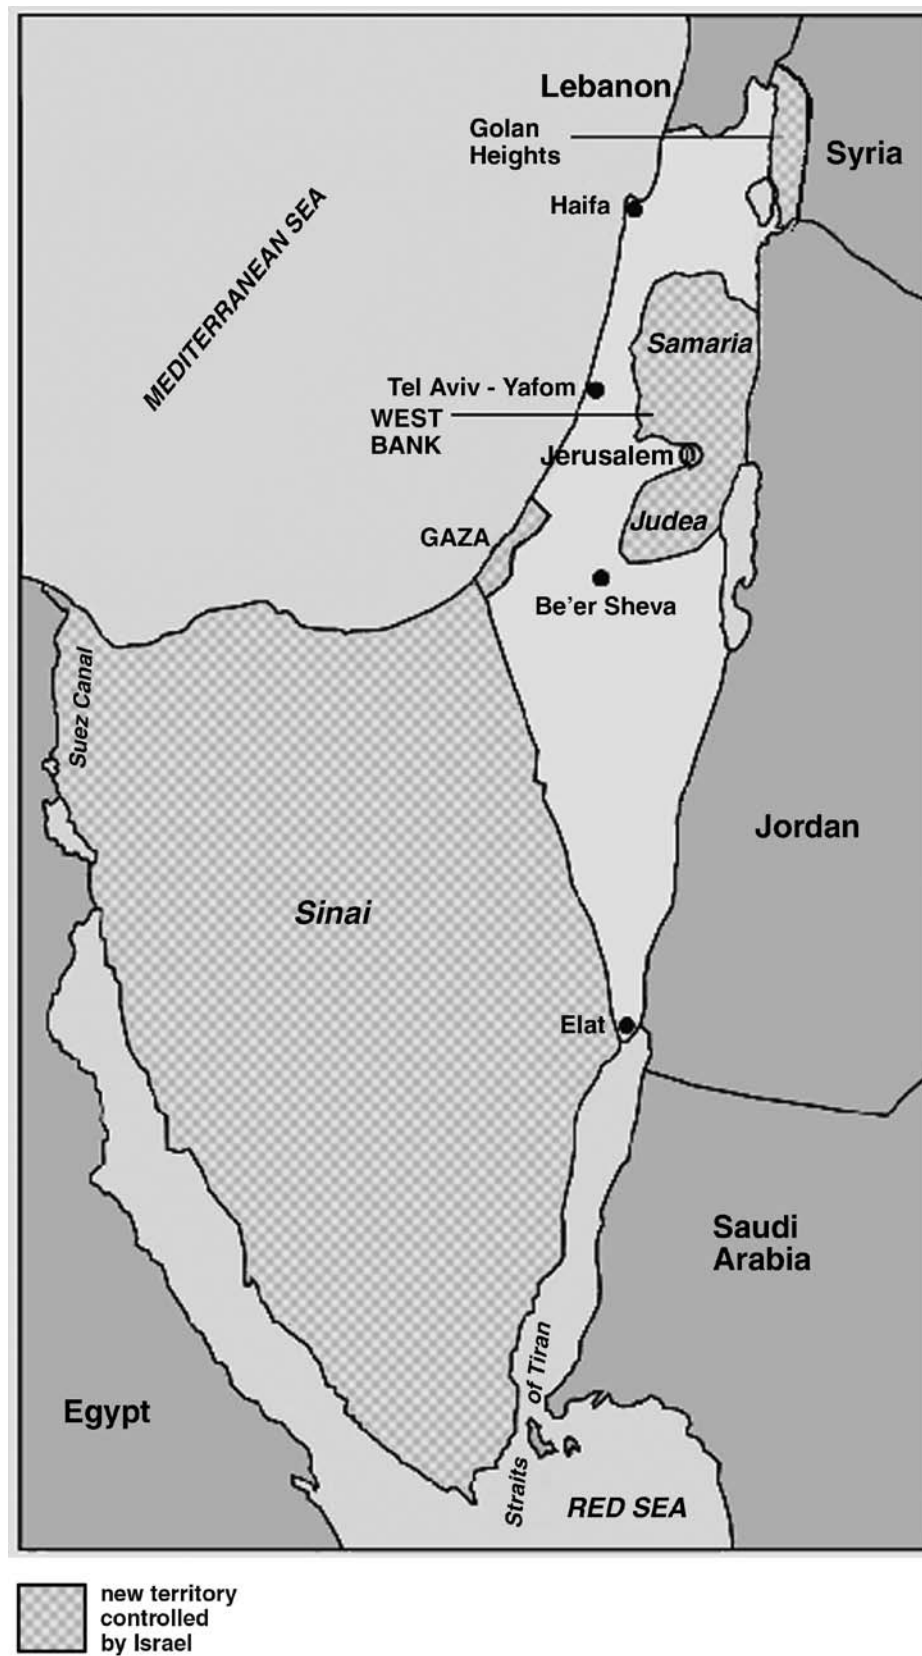 Lebanon
Golan
Heights
Syria
Haifa
MEDITERRANEAN SEA
Samaria
Tel Aviv - Yafom
WEST
BANK
Jerusalem
Judea
GAZA
Be’er Sheva
Suez Canal
Jordan
Sinai
Elat
Saudi
Arabia
Straits of Tiran
Egypt
RED SEA
new territory
controlled
by Israel